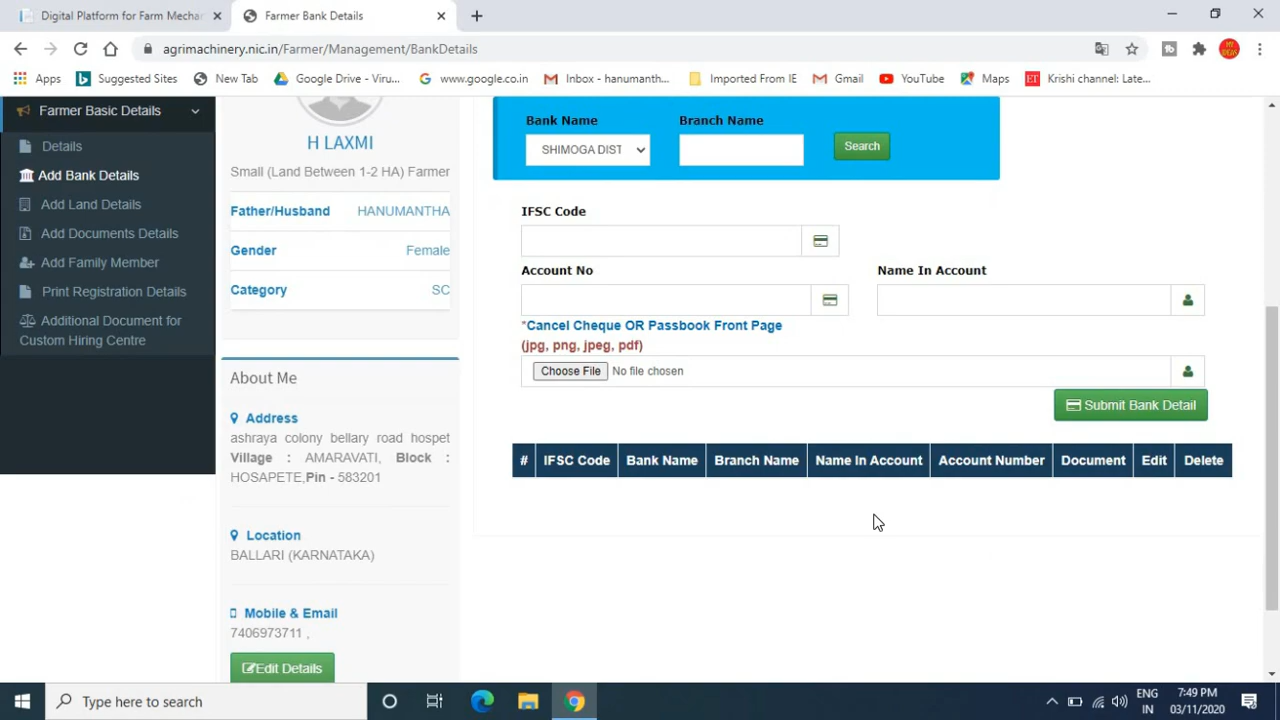 Digital Platform for Farm Mechar
Farmer Bank Details
agrimachinery.nic.in/Farmer/Management/BankDetails
Apps
Suggested Sites
New Tab
Google Drive - Viru...
www.google.co.in
Inbox - hanumanth...
Imported From IE
Gmail
YouTube
Maps
ET Krishi channel: Late...
Farmer Basic Details
Details
Add Bank Details
Add Land Details
Add Documents Details
Add Family Member
Print Registration Details
Additional Document for
Custom Hiring Centre
H LAXMI
Small (Land Between 1-2 HA) Farmer
Father/Husband HANUMANTHA
Gender Female
Category SC
About Me
Address
ashraya colony bellary road hospet
Village : AMARAVATI, Block :
HOSAPETE,Pin - 583201
Location
BALLARI (KARNATAKA)
Mobile & Email
7406973711 ,
Edit Details
Bank Name Branch Name
SHIMOGA DIST
Search
IFSC Code
Account No Name In Account
*Cancel Cheque OR Passbook Front Page
(jpg, png, jpeg, pdf)
Choose File No file chosen
Submit Bank Detail
# IFSC Code Bank Name Branch Name Name In Account Account Number Document Edit Delete
Type here to search
ENG
IN
7:49 PM
03/11/2020